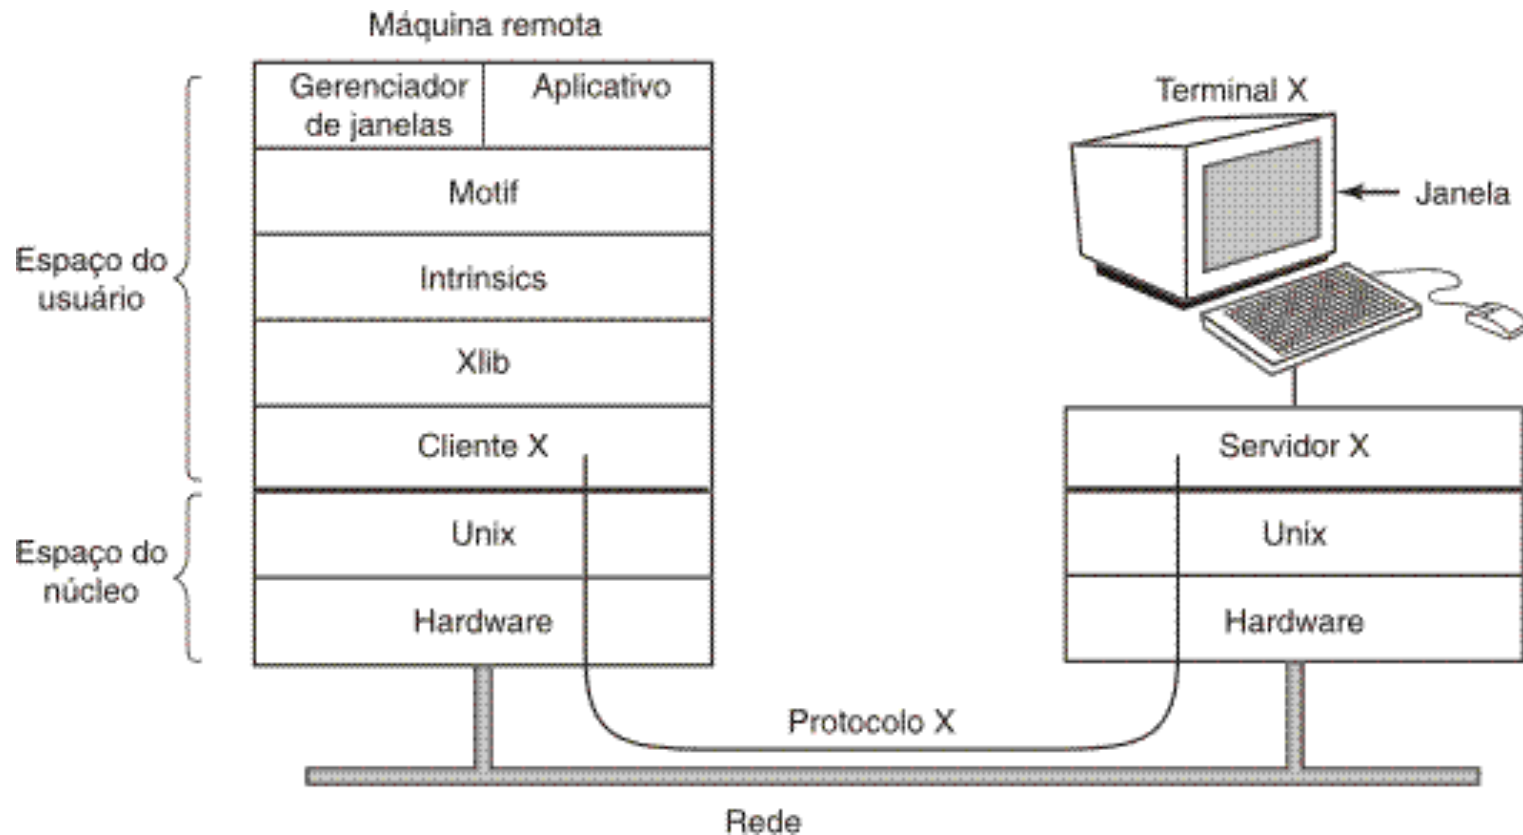 Máquina remota
Gerenciador
de janelas
Aplicativo
Motif
Intrinsics
Xlib
Cliente X
Unix
Hardware
Espaço do
usuário
Espaço do
núcleo
Terminal X
Janela
Servidor X
Unix
Hardware
Protocolo X
Rede